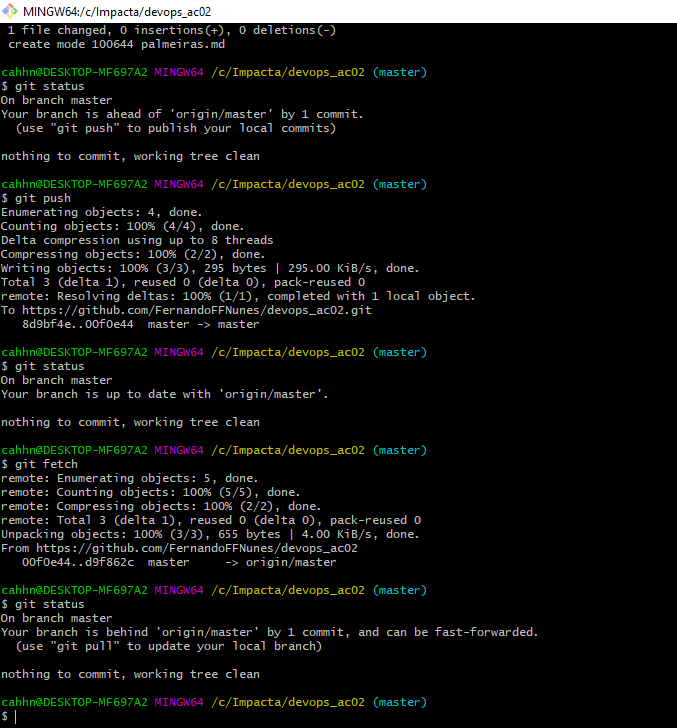 MINGW64:/c/Impacta/devops_ac02
1 file changed, 0 insertions(+), 0 deletions(-)
create mode 100644 palmeiras.md
cahhn@DESKTOP-MF697A2 MINGW64 /c/Impacta/devops_ac02 (master)
$ git status
On branch master
Your branch is ahead of 'origin/master' by 1 commit.
(use "git push" to publish your local commits)
nothing to commit, working tree clean
cahhn@DESKTOP-MF697A2 MINGW64 /c/Impacta/devops_ac02 (master)
$ git push
Enumerating objects: 4, done.
Counting objects: 100% (4/4), done.
Delta compression using up to 8 threads
Compressing objects: 100% (2/2), done.
Writing objects: 100% (3/3), 295 bytes | 295.00 KiB/s, done.
Total 3 (delta 1), reused 0 (delta 0), pack-reused 0
remote: Resolving deltas: 100% (1/1), completed with 1 local object.
To https://github.com/FernandoFFNunes/devops_ac02.git
8d9bf4e..00f0e44  master -> master
cahhn@DESKTOP-MF697A2 MINGW64 /c/Impacta/devops_ac02 (master)
$ git status
On branch master
Your branch is up to date with 'origin/master'.
nothing to commit, working tree clean
cahhn@DESKTOP-MF697A2 MINGW64 /c/Impacta/devops_ac02 (master)
$ git fetch
remote: Enumerating objects: 5, done.
remote: Counting objects: 100% (5/5), done.
remote: Compressing objects: 100% (2/2), done.
remote: Total 3 (delta 1), reused 0 (delta 0), pack-reused 0
Unpacking objects: 100% (3/3), 655 bytes | 4.00 KiB/s, done.
From https://github.com/FernandoFFNunes/devops_ac02
00f0e44..d9f862c  master     -> origin/master
cahhn@DESKTOP-MF697A2 MINGW64 /c/Impacta/devops_ac02 (master)
$ git status
On branch master
Your branch is behind 'origin/master' by 1 commit, and can be fast-forwarded.
(use "git pull" to update your local branch)
nothing to commit, working tree clean
cahhn@DESKTOP-MF697A2 MINGW64 /c/Impacta/devops_ac02 (master)
$